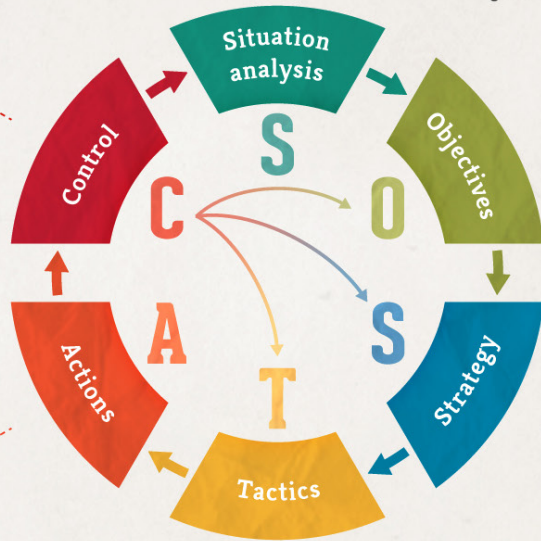 Situation
analysis
Objectives
Strategy
Tactics
Actions
Control
S
O
S
T
A
C